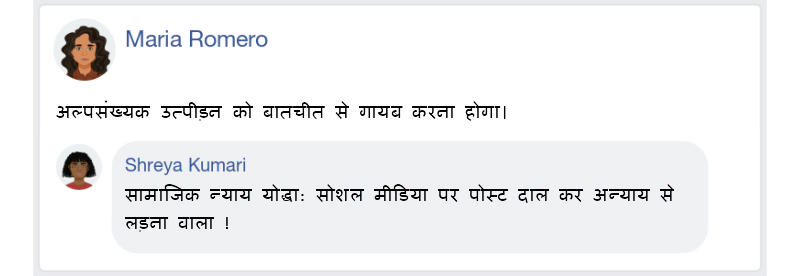 Maria Romero
अल्पसंख्यक उत्पीड़न को बातचीत से गायब करना होगा।
Shreya Kumari
सामाजिक न्याय योद्धा: सोशल मीडिया पर पोस्ट दाल कर अन्याय से
लड़ना वाला !